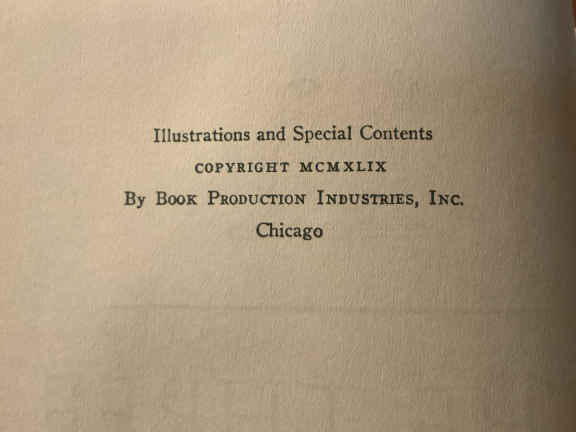 Illustrations and Special Contents
COPYRIGHT MCMXLIX
By Book Production Industries, Inc.
Chicago